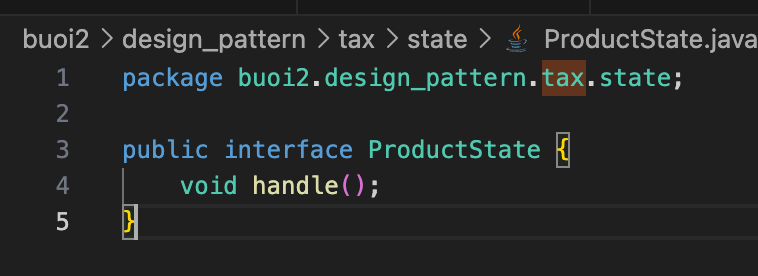 buoi2 > design_pattern > tax > state > ProductState.java
1 package buoi2.design_pattern.tax.state;
2
3 public interface ProductState {
4 void handle();
5 }